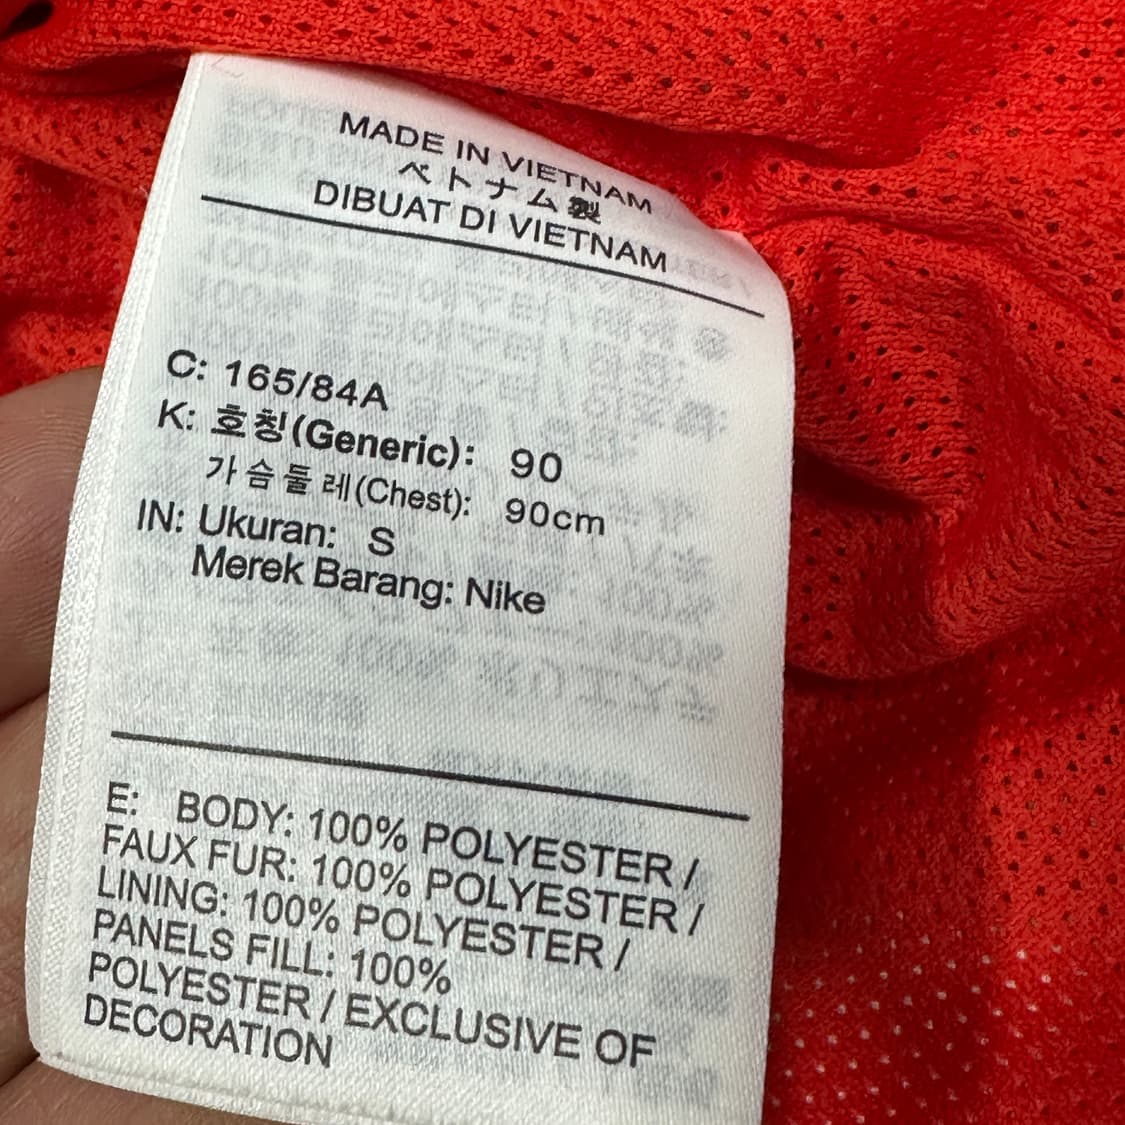 MADE IN VIETNAM
ベトナム製
DIBUAT DI VIETNAM
C: 165/84A
K: 호칭(Generic): 90
가슴둘레(Chest): 90cm
IN: Ukuran: S
Merek Barang: Nike
E: BODY: 100% POLYESTER /
FAUX FUR: 100% POLYESTER /
LINING: 100% POLYESTER /
PANELS FILL: 100%
POLYESTER / EXCLUSIVE OF
DECORATION